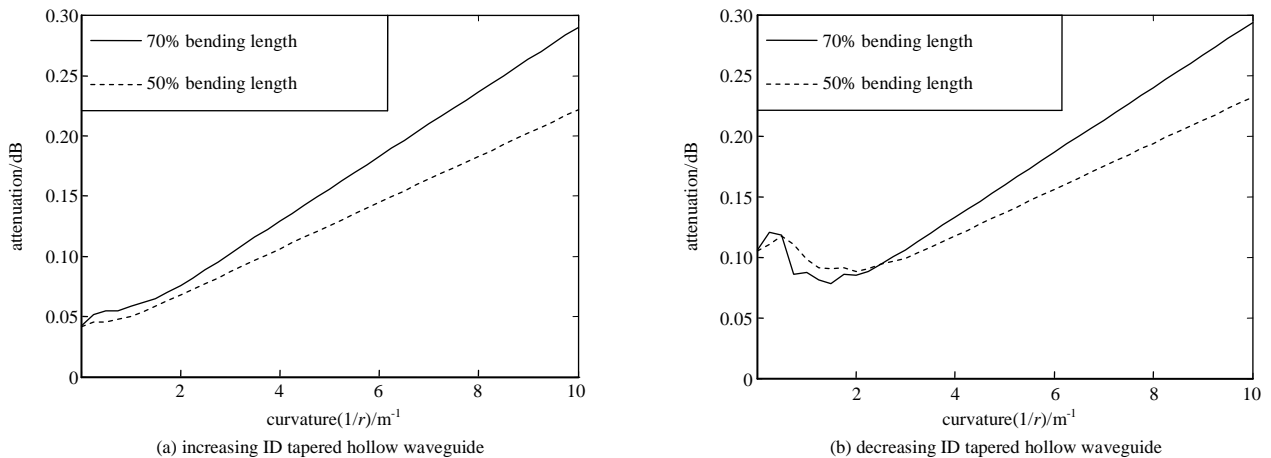 0.30
0.25
0.20
0.15
0.10
0.05
0
attenuation/dB
70% bending length
50% bending length
2 4 6 8 10
curvature(1/r)/m⁻¹
(a) increasing ID tapered hollow waveguide
0.30
0.25
0.20
0.15
0.10
0.05
0
attenuation/dB
70% bending length
50% bending length
2 4 6 8 10
curvature(1/r)/m⁻¹
(b) decreasing ID tapered hollow waveguide